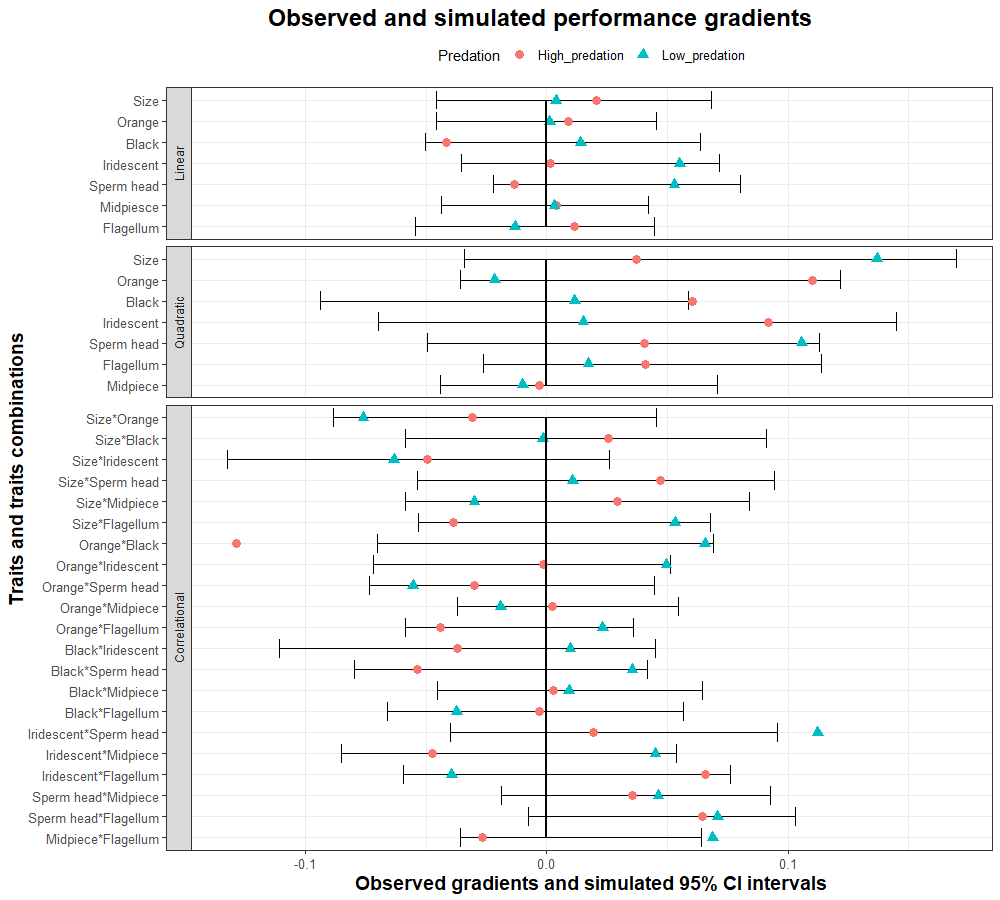 Observed and simulated performance gradients
Predation High_predation Low_predation
Traits and traits combinations
Linear
Size
Orange
Black
Iridescent
Sperm head
Midpiesce
Flagellum
Quadratic
Size
Orange
Black
Iridescent
Sperm head
Flagellum
Midpiece
Correlational
Size*Orange
Size*Black
Size*Iridescent
Size*Sperm head
Size*Midpiece
Size*Flagellum
Orange*Black
Orange*Iridescent
Orange*Sperm head
Orange*Midpiece
Orange*Flagellum
Black*Iridescent
Black*Sperm head
Black*Midpiece
Black*Flagellum
Iridescent*Sperm head
Iridescent*Midpiece
Iridescent*Flagellum
Sperm head*Midpiece
Sperm head*Flagellum
Midpiece*Flagellum
-0.1 0.0 0.1
Observed gradients and simulated 95% CI intervals